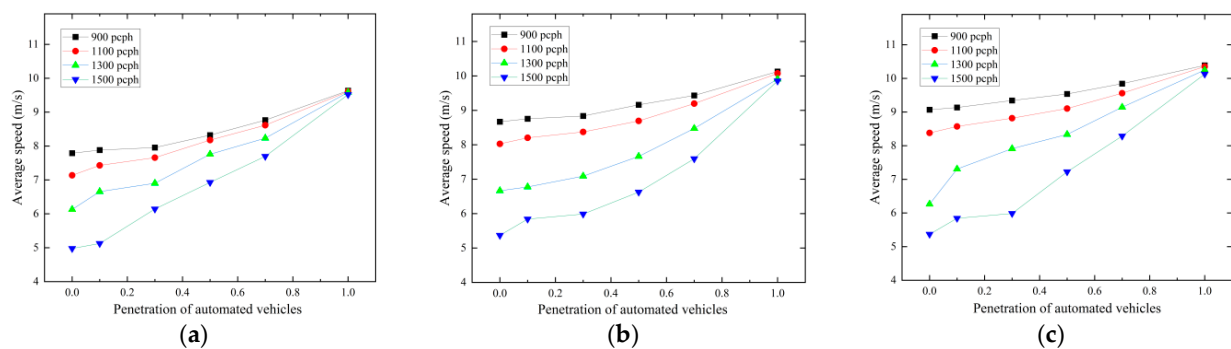 11
10
9
8
7
6
5
4
Average speed (m/s)
900 pcph
1100 pcph
1300 pcph
1500 pcph
0.0 0.2 0.4 0.6 0.8 1.0
Penetration of automated vehicles
(a)
11
10
9
8
7
6
5
4
Average speed (m/s)
900 pcph
1100 pcph
1300 pcph
1500 pcph
0.0 0.2 0.4 0.6 0.8 1.0
Penetration of automated vehicles
(b)
11
10
9
8
7
6
5
4
Average speed (m/s)
900 pcph
1100 pcph
1300 pcph
1500 pcph
0.0 0.2 0.4 0.6 0.8 1.0
Penetration of automated vehicles
(c)